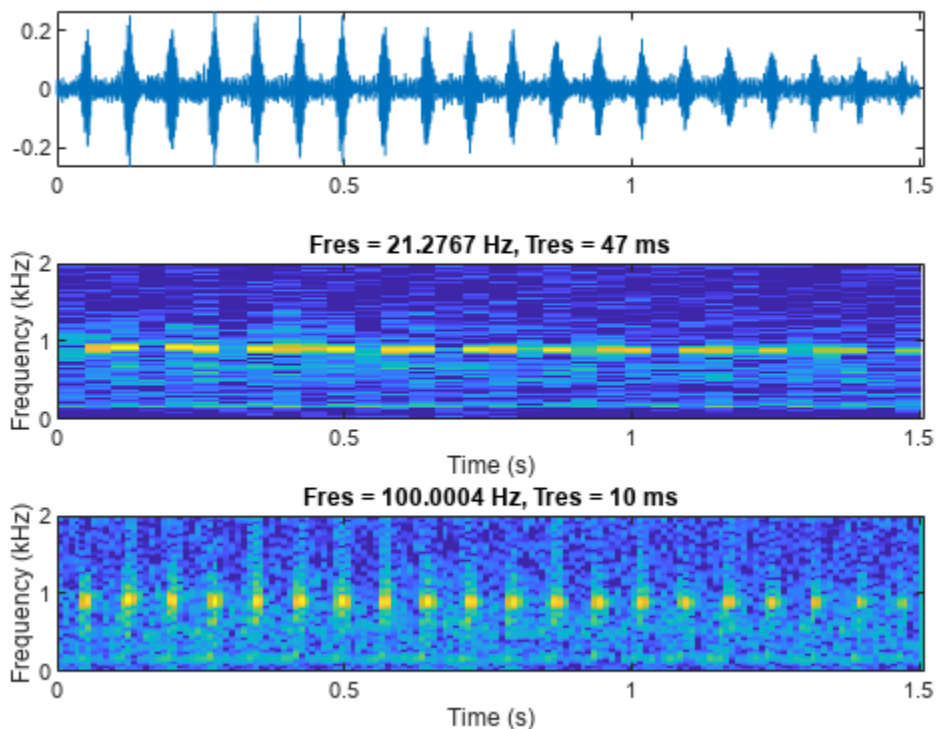 0.2
0
-0.2
0 0.5 1 1.5
Fres = 21.2767 Hz, Tres = 47 ms
Frequency (kHz)
2
1
0
0 0.5 1 1.5
Time (s)
Fres = 100.0004 Hz, Tres = 10 ms
Frequency (kHz)
2
1
0
0 0.5 1 1.5
Time (s)